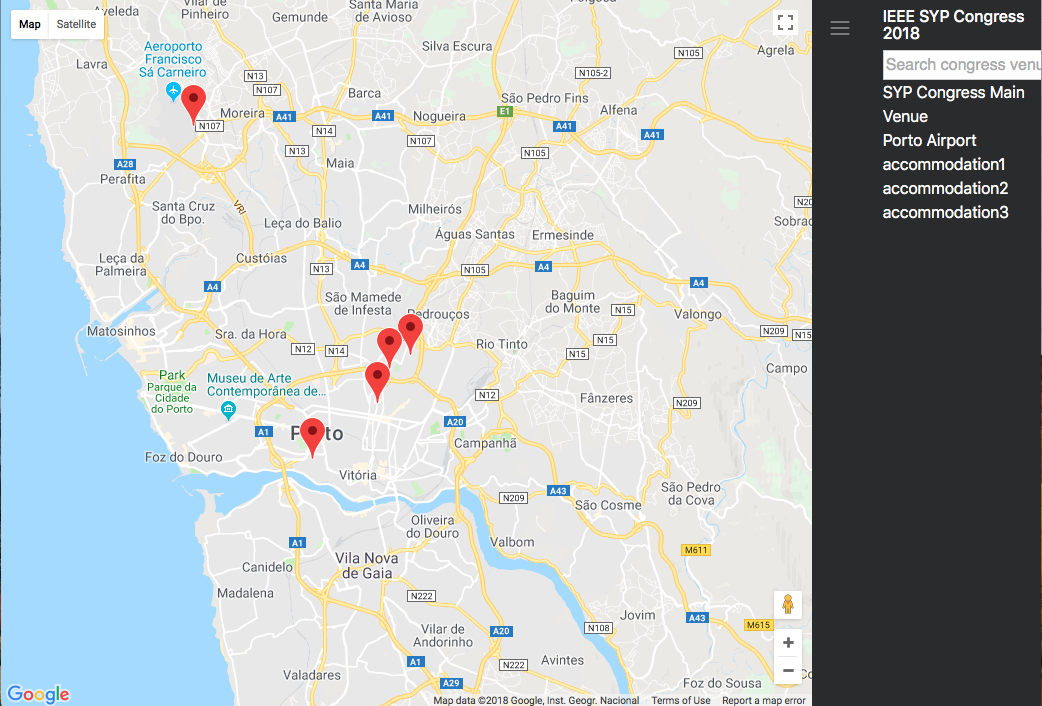 Map
Satellite
IEEE SYP Congress
2018
Search congress venu
SYP Congress Main
Venue
Porto Airport
accommodation1
accommodation2
accommodation3
Aveleda
Vilar de
Pinheiro
Gemunde
Santa Maria
de Avioso
Aeroporto
Francisco
Sá Carneiro
Lavra
Silva Escura
N105
Agrela
N13
N107
N105-2
Barca
São Pedro Fins
Moreira
A41
A41
Nogueira
E1
Alfena
N107
N14
A41
A41
N107
N13
N105
A28
Maia
Perafita
Santa Cruz
do Bpo.
VRI
Milheirós
Leça do Balio
Sobrad
Águas Santas
Ermesinde
Leça da
Palmeira
Custóias
N13
A4
N105
A4
A4
A4
São Mamede
de Infesta
Baguim
do Monte
Pedrouços
N15
Valongo
Matosinhos
Sra. da Hora
N209
N15
N12
N14
Rio Tinto
N15
N15
Campo
Park
Parque da
Cidade
do Porto
Museu de Arte
Contemporânea de...
N12
Fânzeres
N209
A1
A20
P to
Campanhã
Foz do Douro
Vitória
São Pedro
da Cova
N209
A43
São Cosme
Oliveira
do Douro
A1
Valbom
M611
Vila Nova
de Gaia
Canidelo
Madalena
N222
Jovim
A43
M615
Vilar de
Andorinho
A20
N108
A1
N222
Avintes
Valadares
A29
Foz do Sousa
Google
Map data ©2018 Google, Inst. Geogr. Nacional
Terms of Use
Report a map error